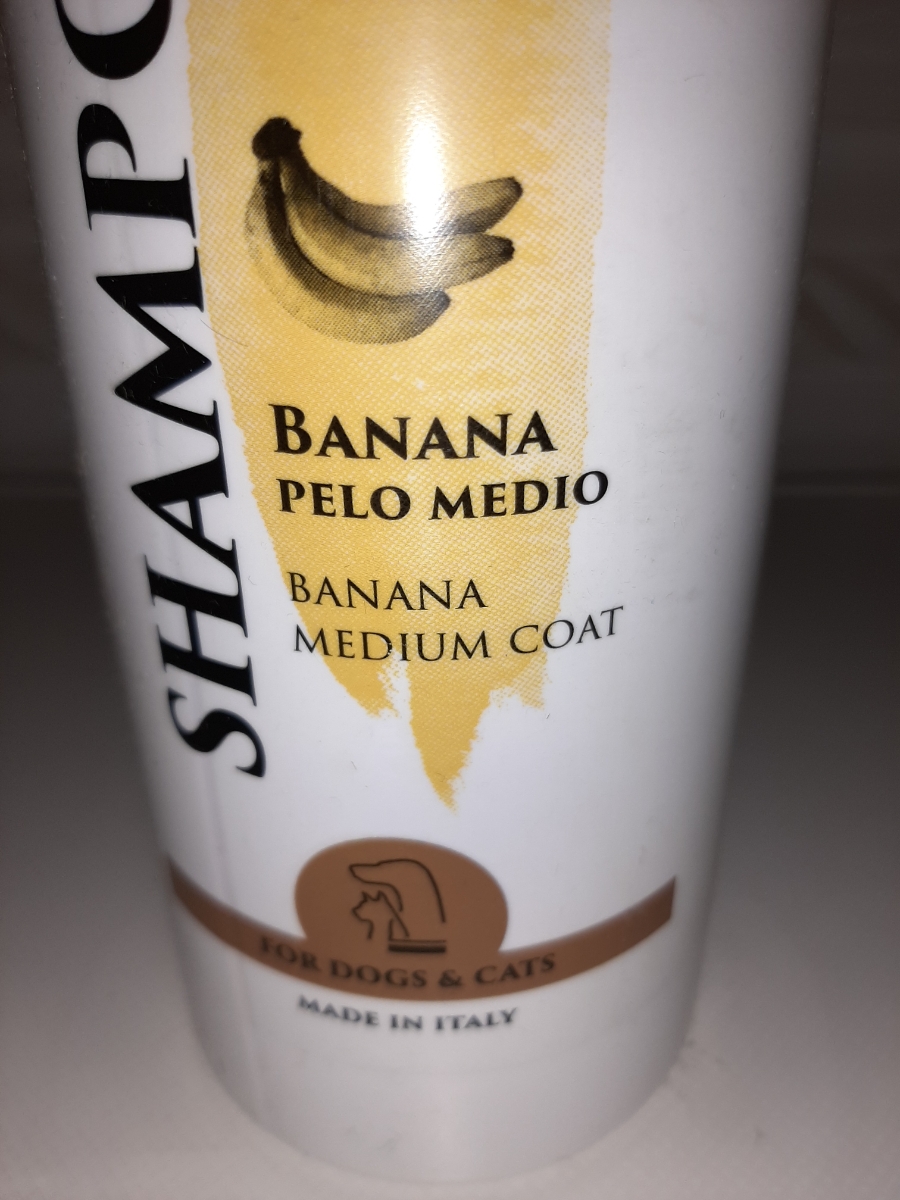 SHAMPO
BANANA
PELO MEDIO
BANANA
MEDIUM COAT
FOR DOGS & CATS
MADE IN ITALY